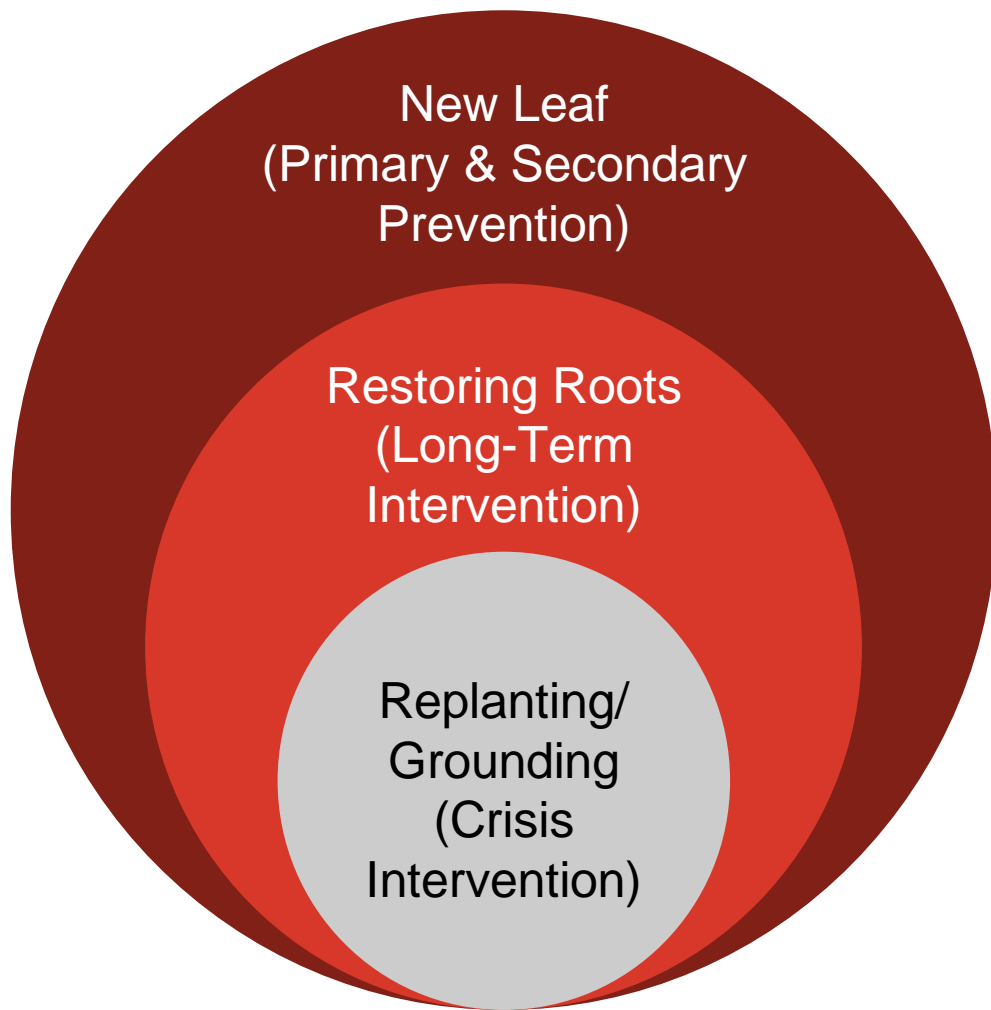 New Leaf
(Primary & Secondary
Prevention)
Restoring Roots
(Long-Term
Intervention)
Replanting/
Grounding
(Crisis
Intervention)